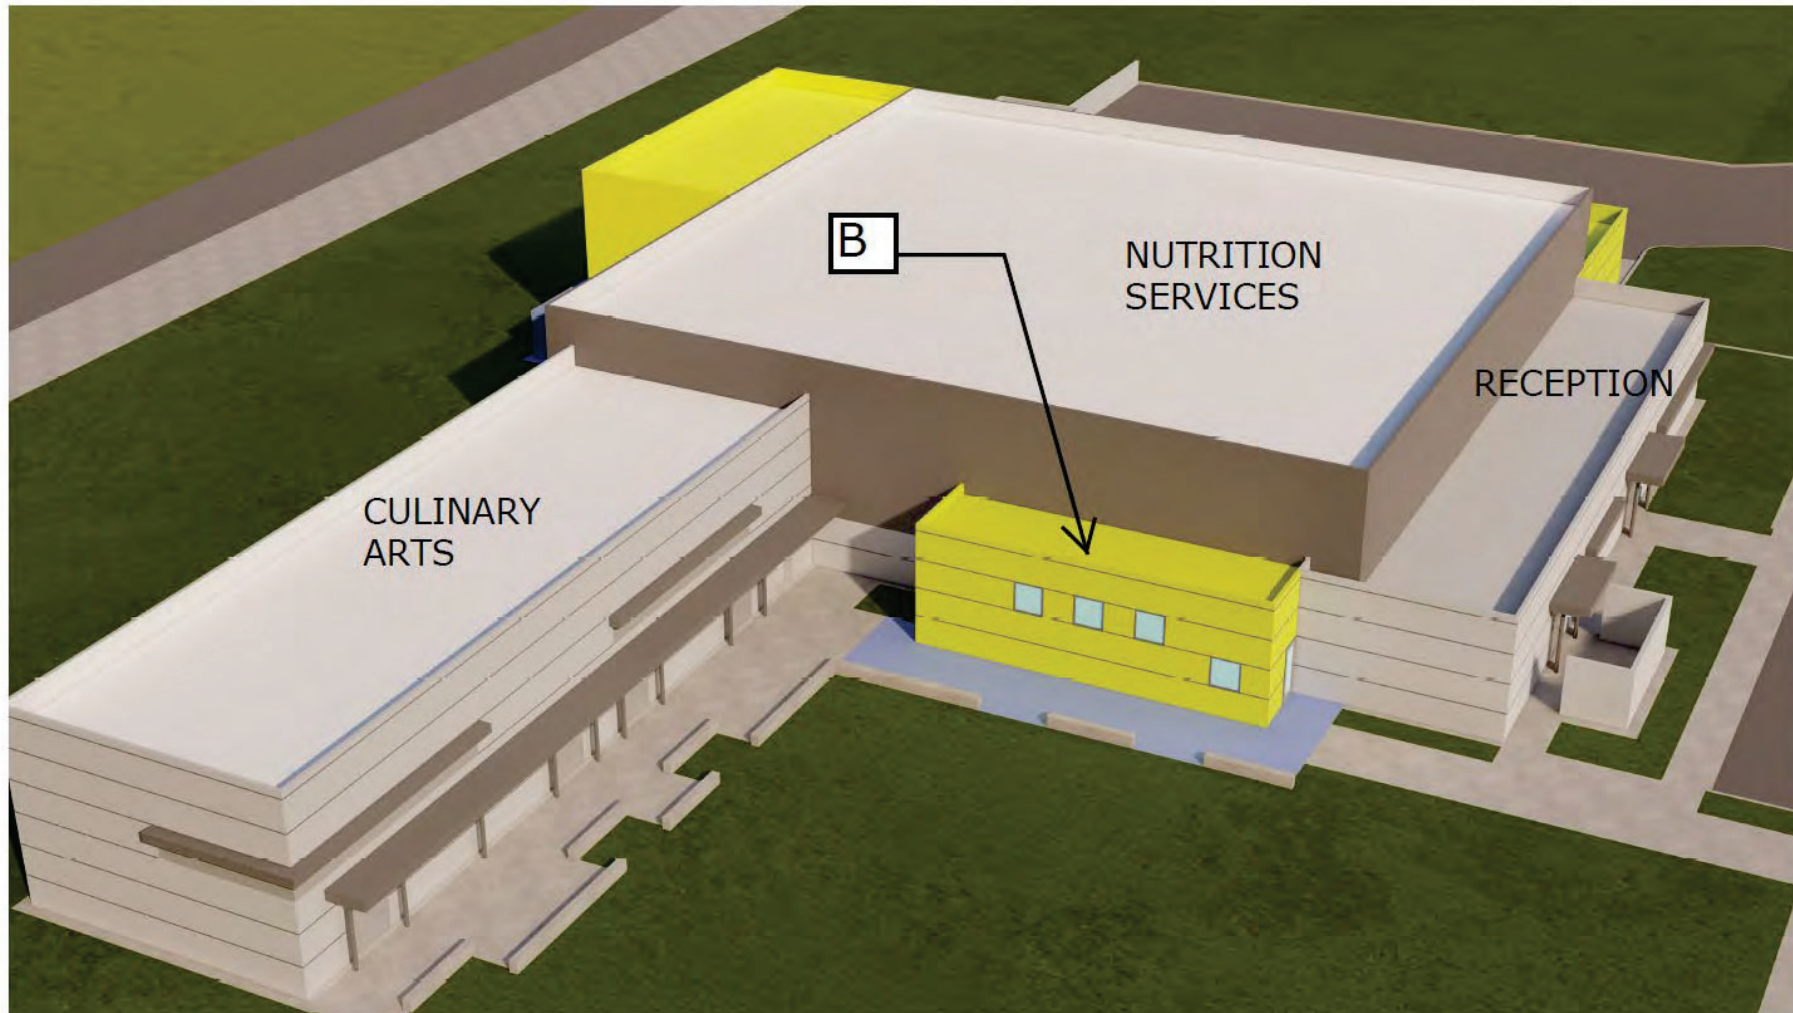 B
NUTRITION
SERVICES
RECEPTION
CULINARY
ARTS